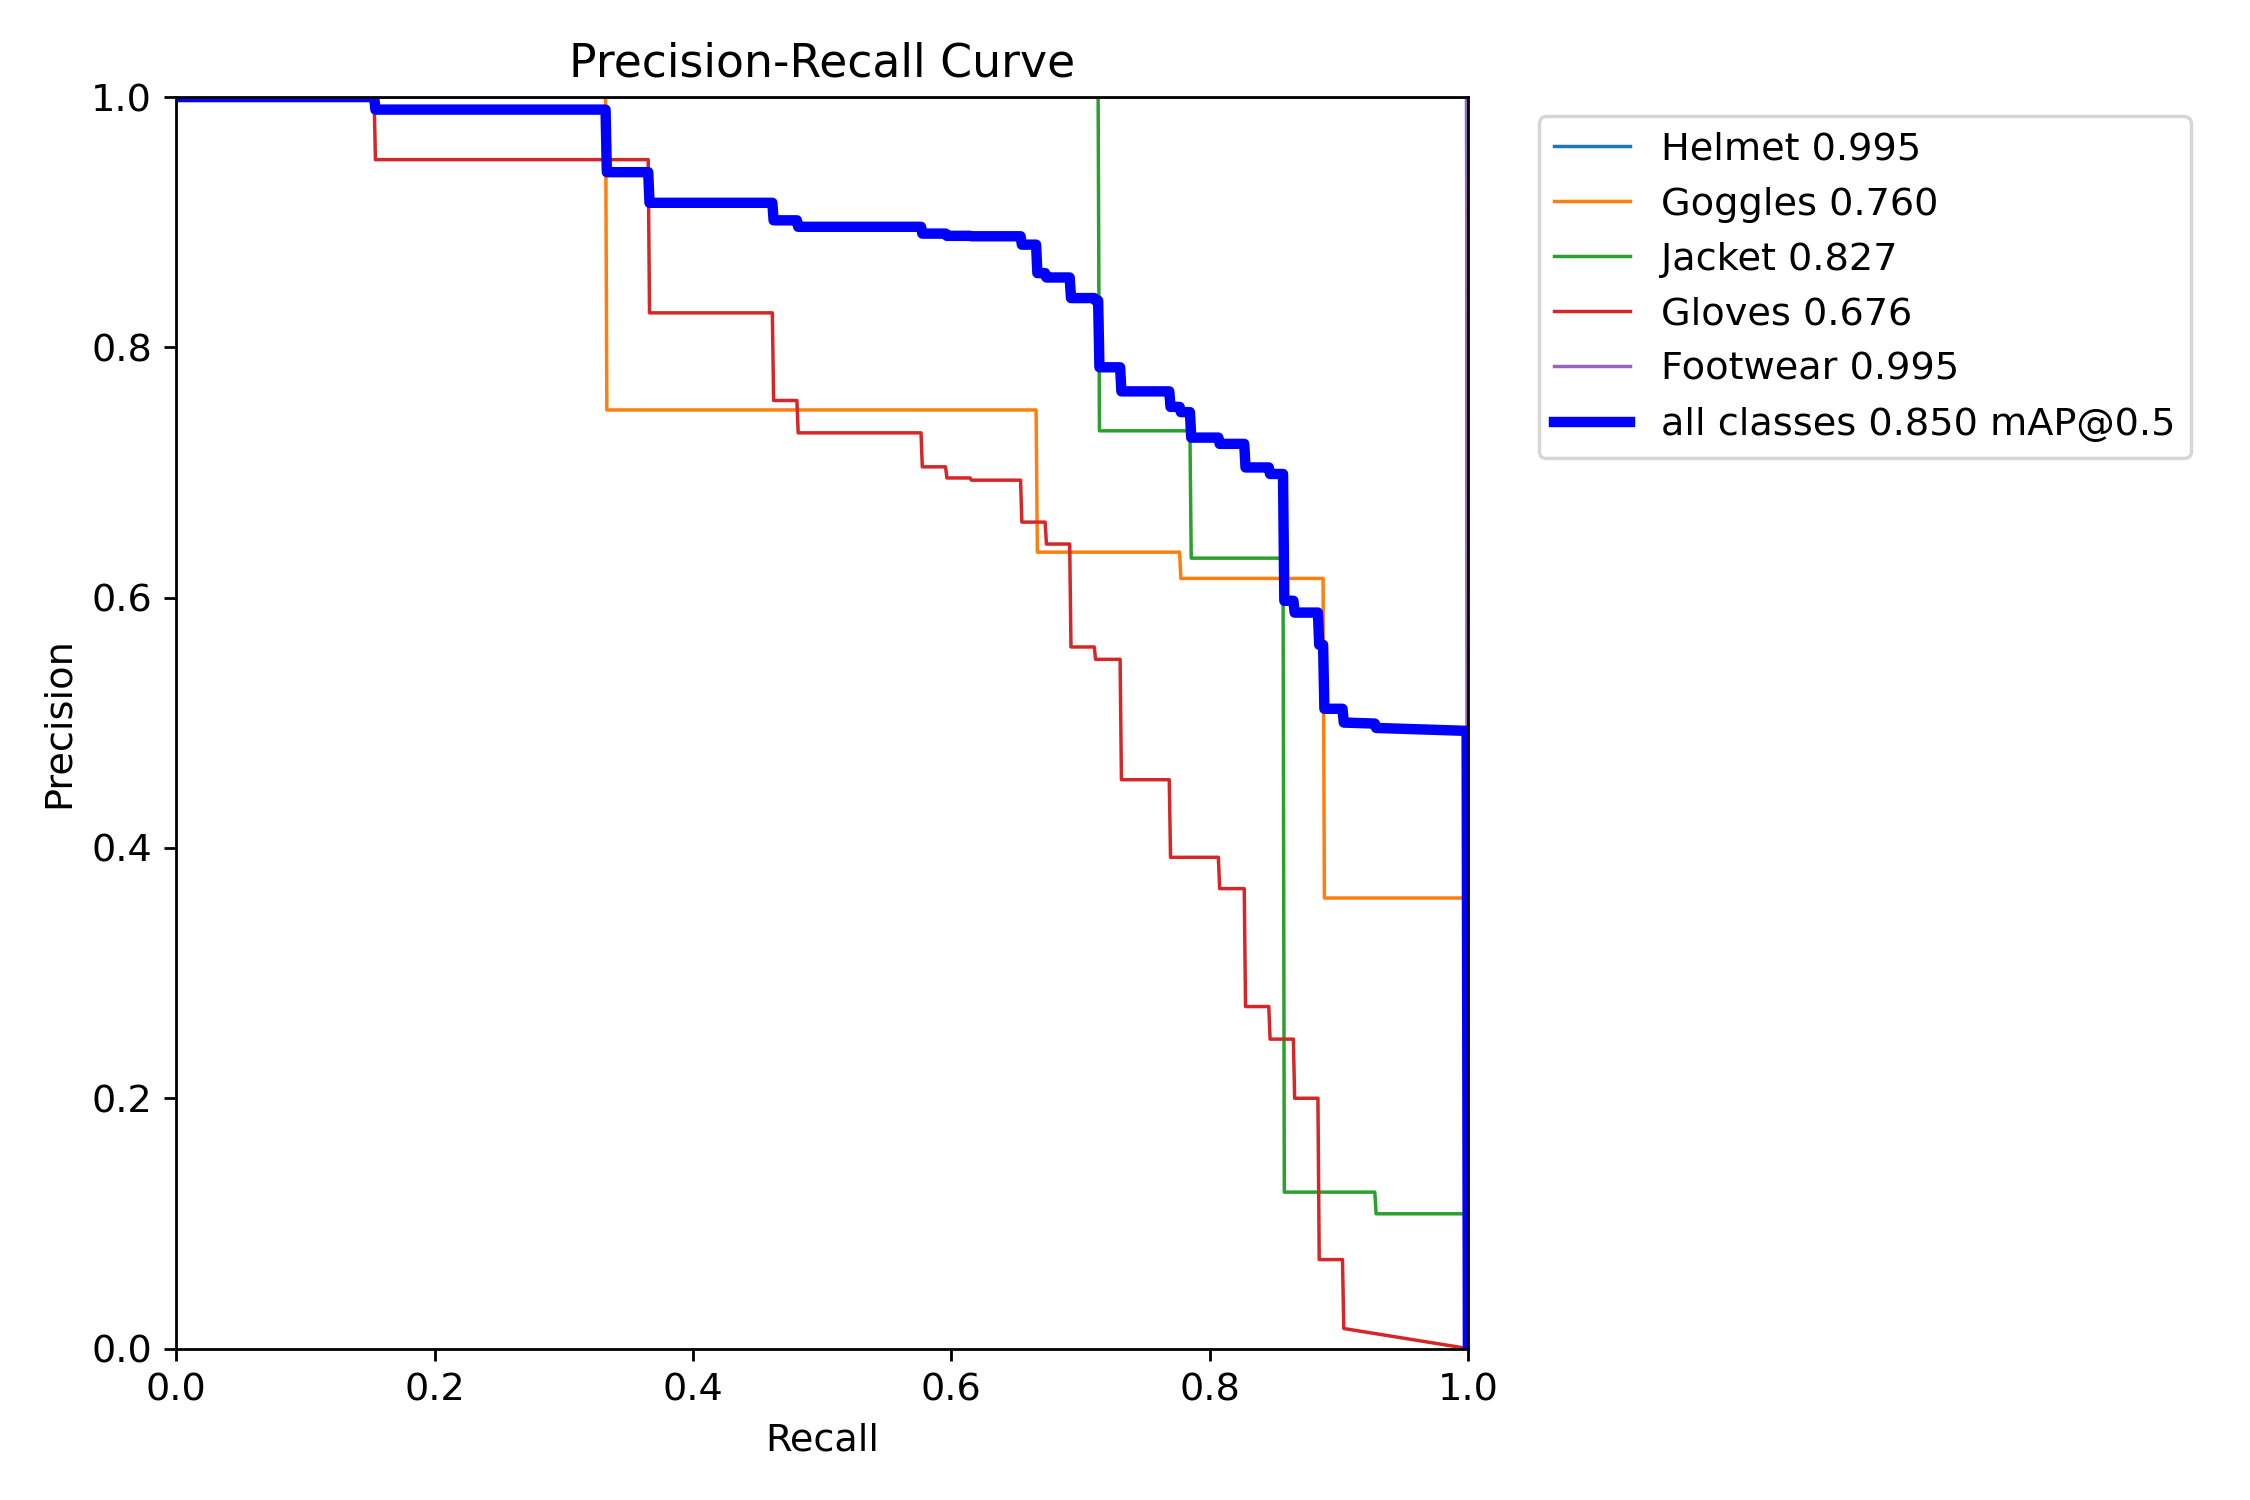 Precision-Recall Curve
1.0
0.8
0.6
0.4
0.2
0.0
Precision
0.0 0.2 0.4 0.6 0.8 1.0
Recall
Helmet 0.995
Goggles 0.760
Jacket 0.827
Gloves 0.676
Footwear 0.995
all classes 0.850 mAP@0.5